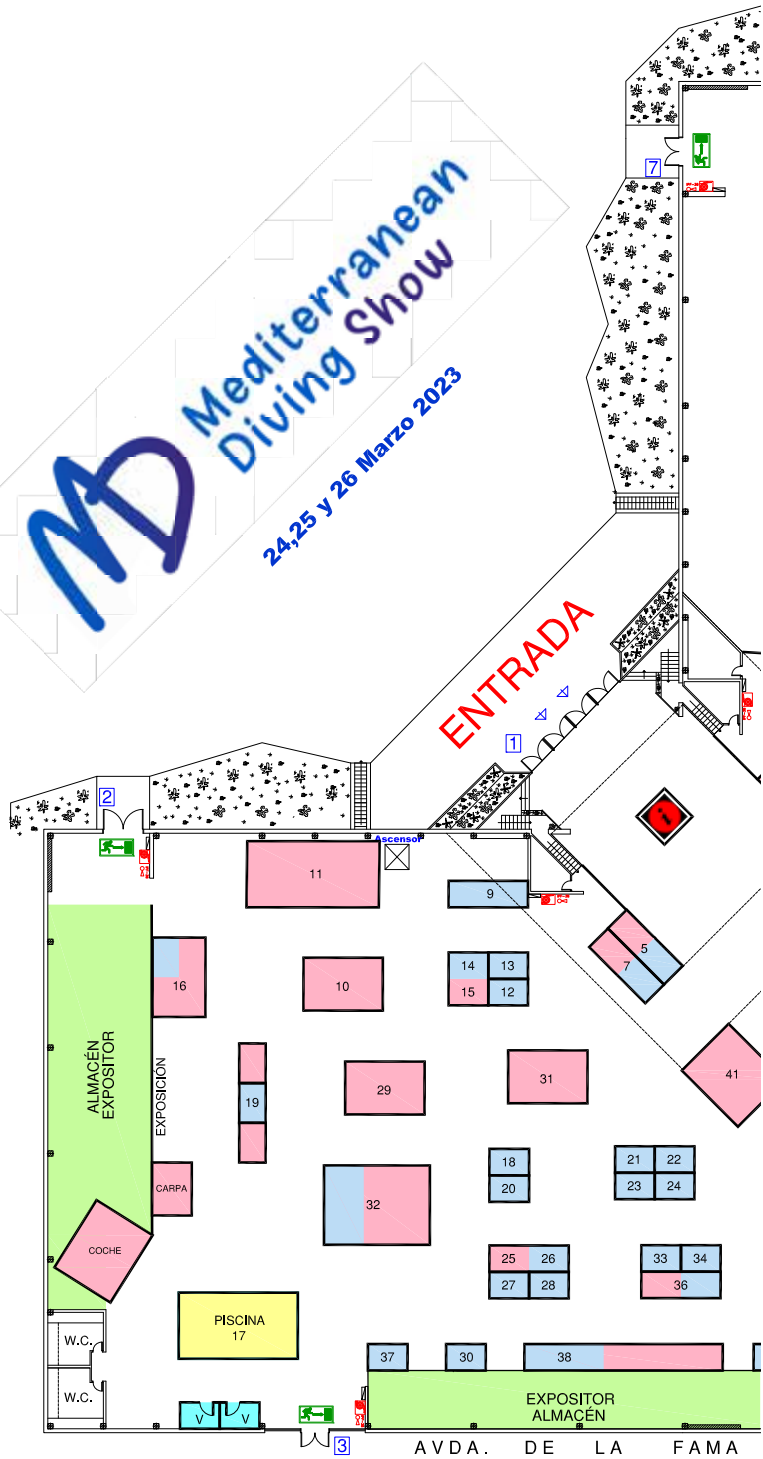 7
Mediterranean
Diving Show
MD
24,25 y 26 Marzo 2023
ENTRADA
1
2
Ascensor
11
9
14 13
15 12
5
7
16
10
ALMACÉN
EXPOSITOR
EXPOSICIÓN
19
29
31
41
18
20
21 22
23 24
CARPA
32
COCHE
25 26
27 28
33 34
36
PISCINA
17
W.C.
W.C.
37
30
38
EXPOSITOR
ALMACÉN
V V
3
AVDA. DE LA FAMA